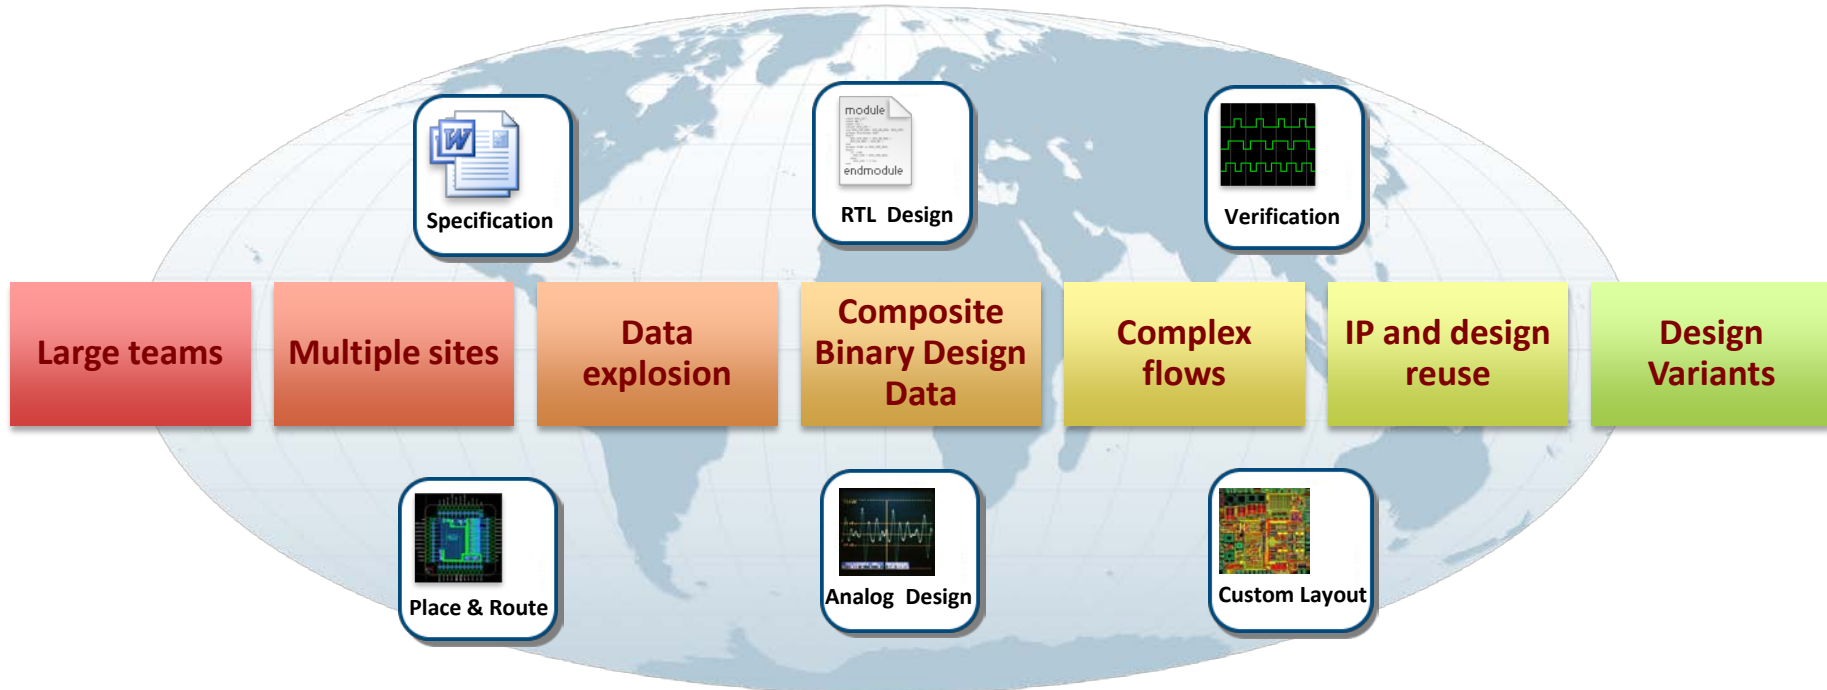 module
endmodule
Specification
RTL Design
Verification
Large teams
Multiple sites
Data
explosion
Composite
Binary Design
Data
Complex
flows
IP and design
reuse
Design
Variants
Place & Route
Analog Design
Custom Layout